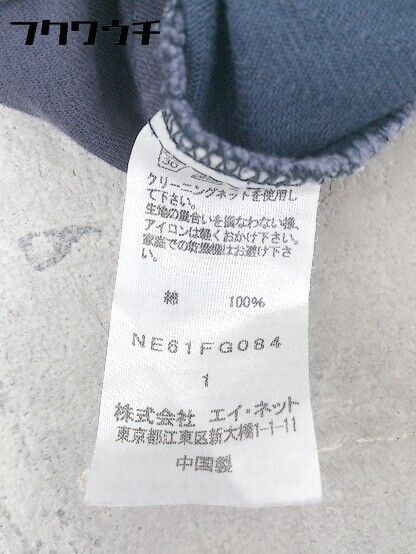 フクワウチ
30
クリーニングネットを使用し
て下さい。
生地の風合いを損なわない様、
アイロンは軽くおかけ下さい。
家庭での乾燥機はお避け下さ
い。
綿 100%
NE61FG084
1
株式会社 エイ・ネット
東京都江東区新大橋1-1-11
中国製